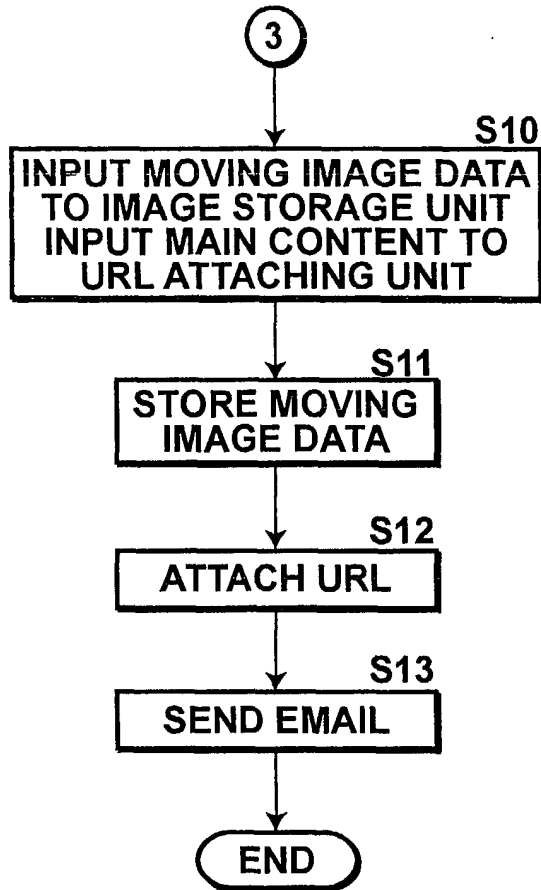 3
S10
INPUT MOVING IMAGE DATA
TO IMAGE STORAGE UNIT
INPUT MAIN CONTENT TO
URL ATTACHING UNIT
S11
STORE MOVING
IMAGE DATA
S12
ATTACH URL
S13
SEND EMAIL
END